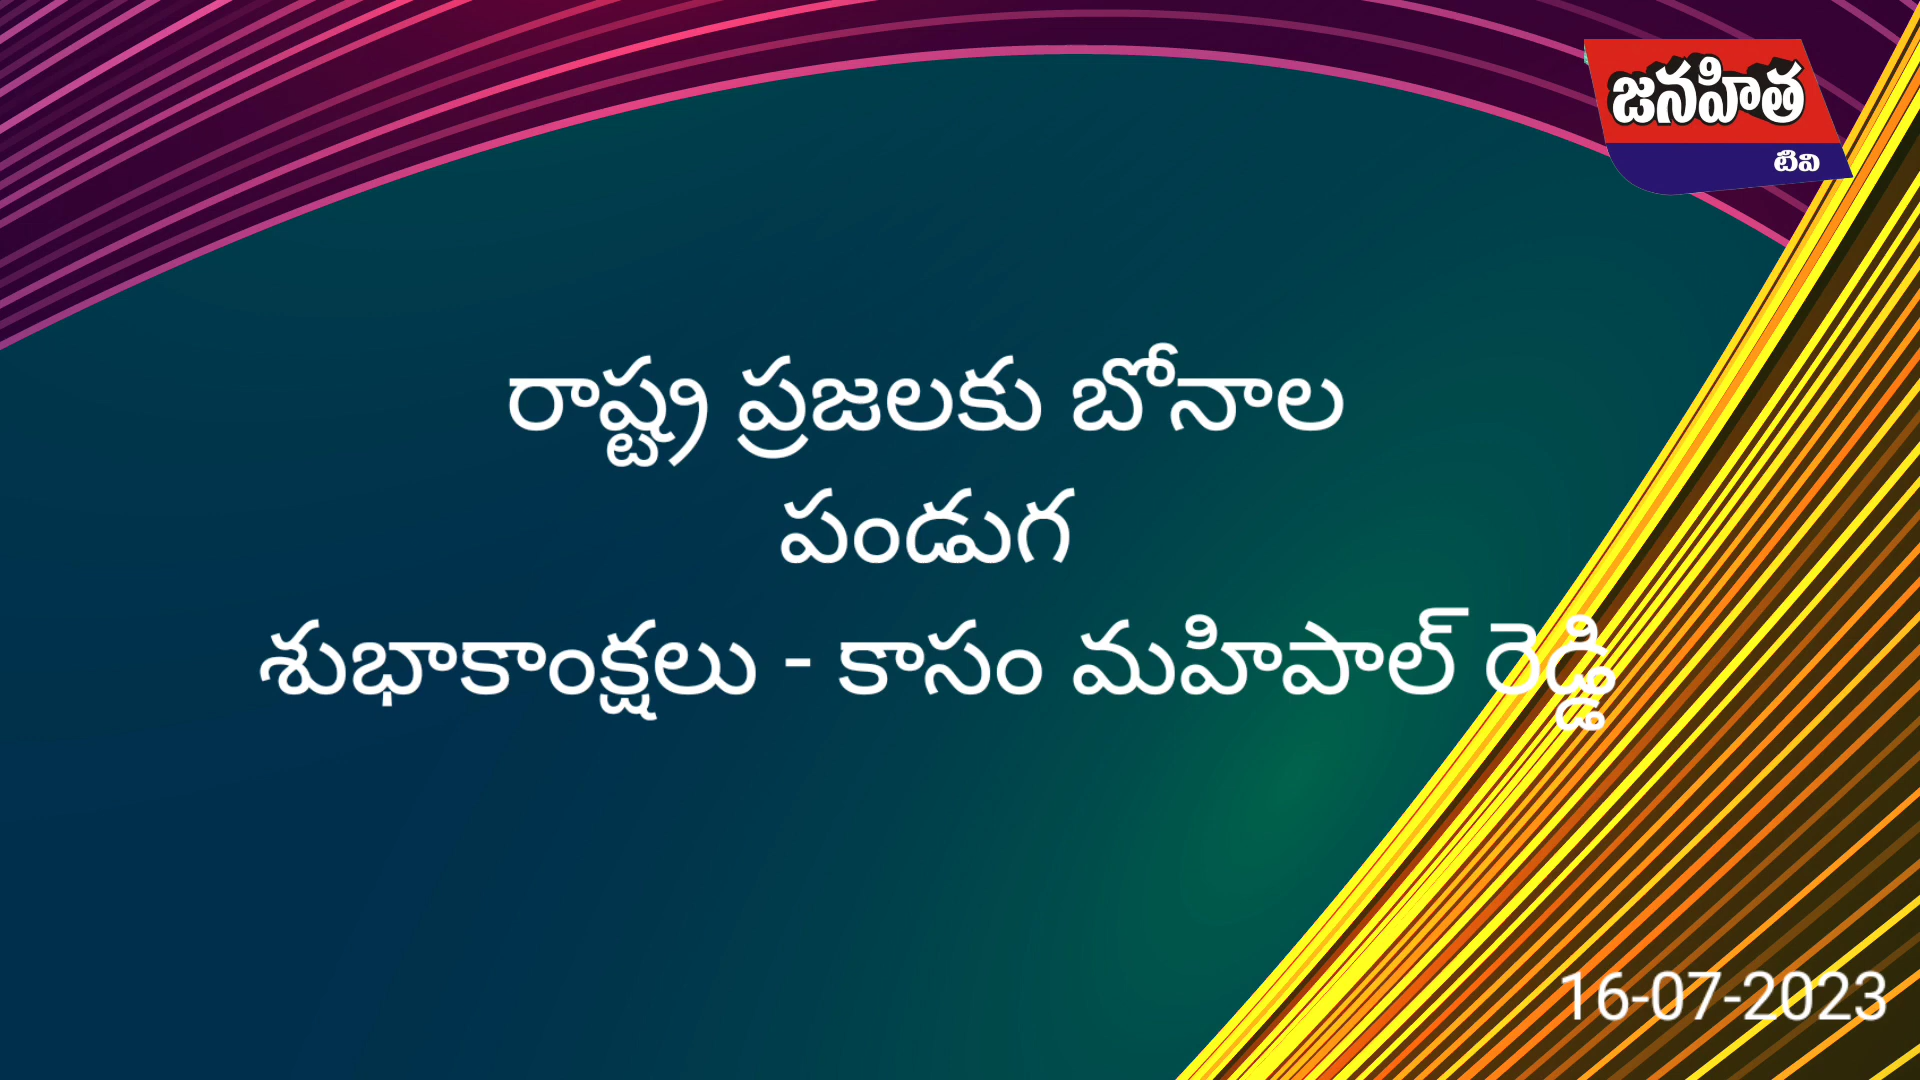 జనహిత
టివి
రాష్ట్ర ప్రజలకు బోనాల
పండుగ
శుభాకాంక్షలు - కాసం మహిపాల్ రెడ్డి
16-07-2023